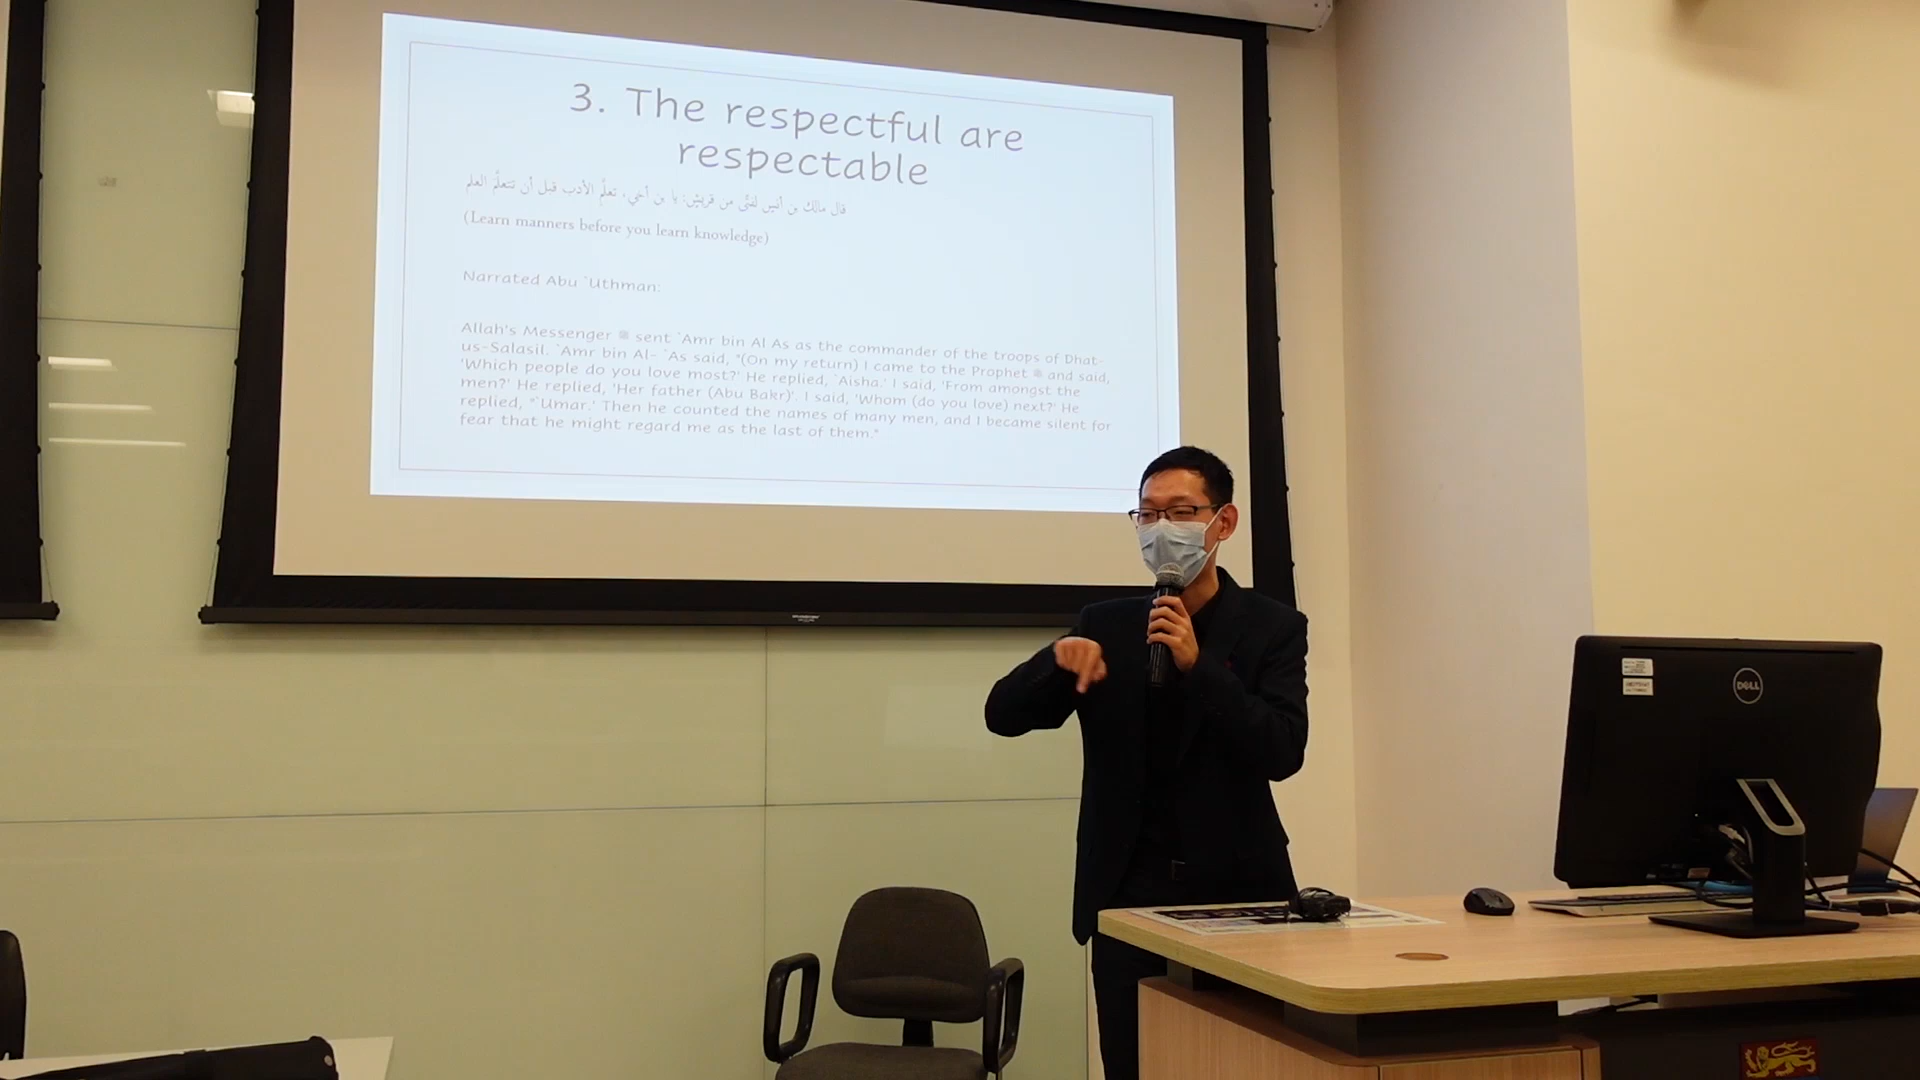 3. The respectful are
respectable
قال مالك بن أنس لفتًى من قريش: يا بن أخي، تعلَّم الأدب قبل أن تتعلَّم العلم
(Learn manners before you learn knowledge)
Narrated Abu `Uthman:
Allah's Messenger ﷺ sent `Amr bin Al As as the commander of the troops of Dhat-
us-Salasil. `Amr bin Al- `As said, "(On my return) I came to the Prophet ﷺ and said,
'Which people do you love most?' He replied, `Aisha.' I said, 'From amongst the
men?' He replied, 'Her father (Abu Bakr)'. I said, 'Whom (do you love) next?' He
replied, "`Umar.' Then he counted the names of many men, and I became silent for
fear that he might regard me as the last of them."
DELL